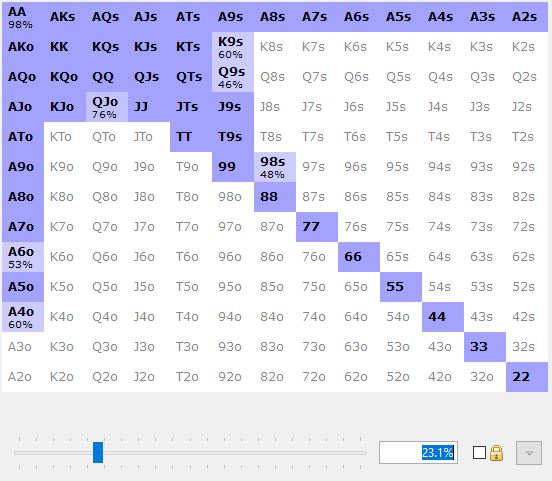 AA AKs AQs AJs ATs A9s A8s A7s A6s A5s A4s A3s A2s
98%
AKo KK KQs KJs KTs K9s K8s K7s K6s K5s K4s K3s K2s
60%
AQo KQo QQ QJs QTs Q9s Q8s Q7s Q6s Q5s Q4s Q3s Q2s
46%
AJo KJo QJo JJ JTs J9s J8s J7s J6s J5s J4s J3s J2s
76%
ATo KTo QTo JTo TT T9s T8s T7s T6s T5s T4s T3s T2s
A9o K9o Q9o J9o T9o 99 98s 97s 96s 95s 94s 93s 92s
48%
A8o K8o Q8o J8o T8o 98o 88 87s 86s 85s 84s 83s 82s
A7o K7o Q7o J7o T7o 97o 87o 77 76s 75s 74s 73s 72s
A6o K6o Q6o J6o T6o 96o 86o 76o 66 65s 64s 63s 62s
53%
A5o K5o Q5o J5o T5o 95o 85o 75o 65o 55 54s 53s 52s
A4o K4o Q4o J4o T4o 94o 84o 74o 64o 54o 44 43s 42s
60%
A3o K3o Q3o J3o T3o 93o 83o 73o 63o 53o 43o 33 32s
A2o K2o Q2o J2o T2o 92o 82o 72o 62o 52o 42o 32o 22
23.1%